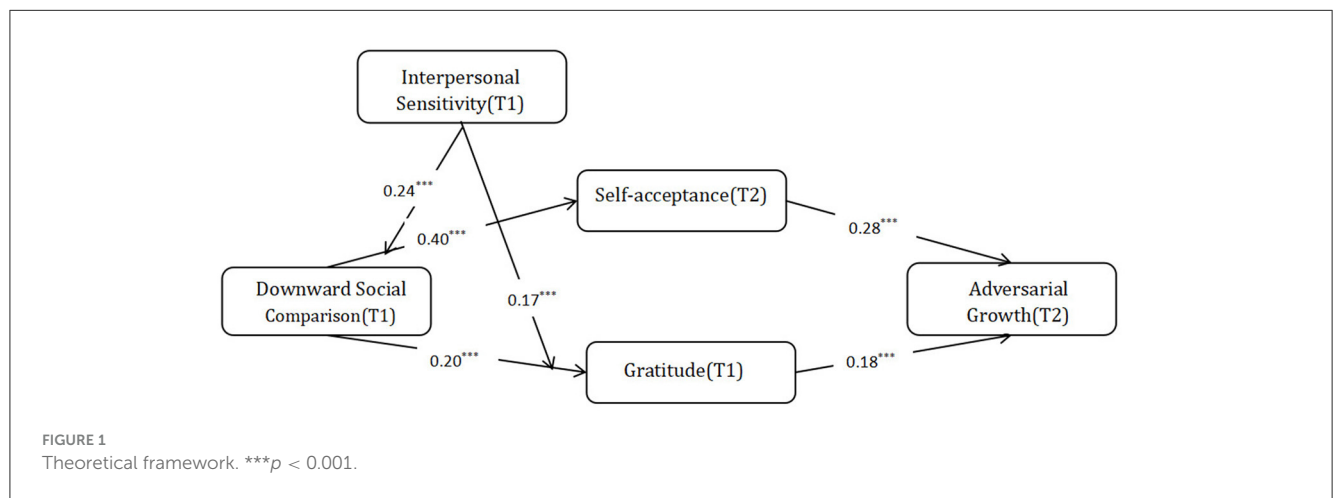 Interpersonal
Sensitivity(T1)
0.24***
Self-acceptance(T2)
0.40***
0.28***
Downward Social
Comparison(T1)
0.17***
Adversarial
Growth(T2)
0.20***
Gratitude(T1)
0.18***
FIGURE 1
Theoretical framework. ***p < 0.001.